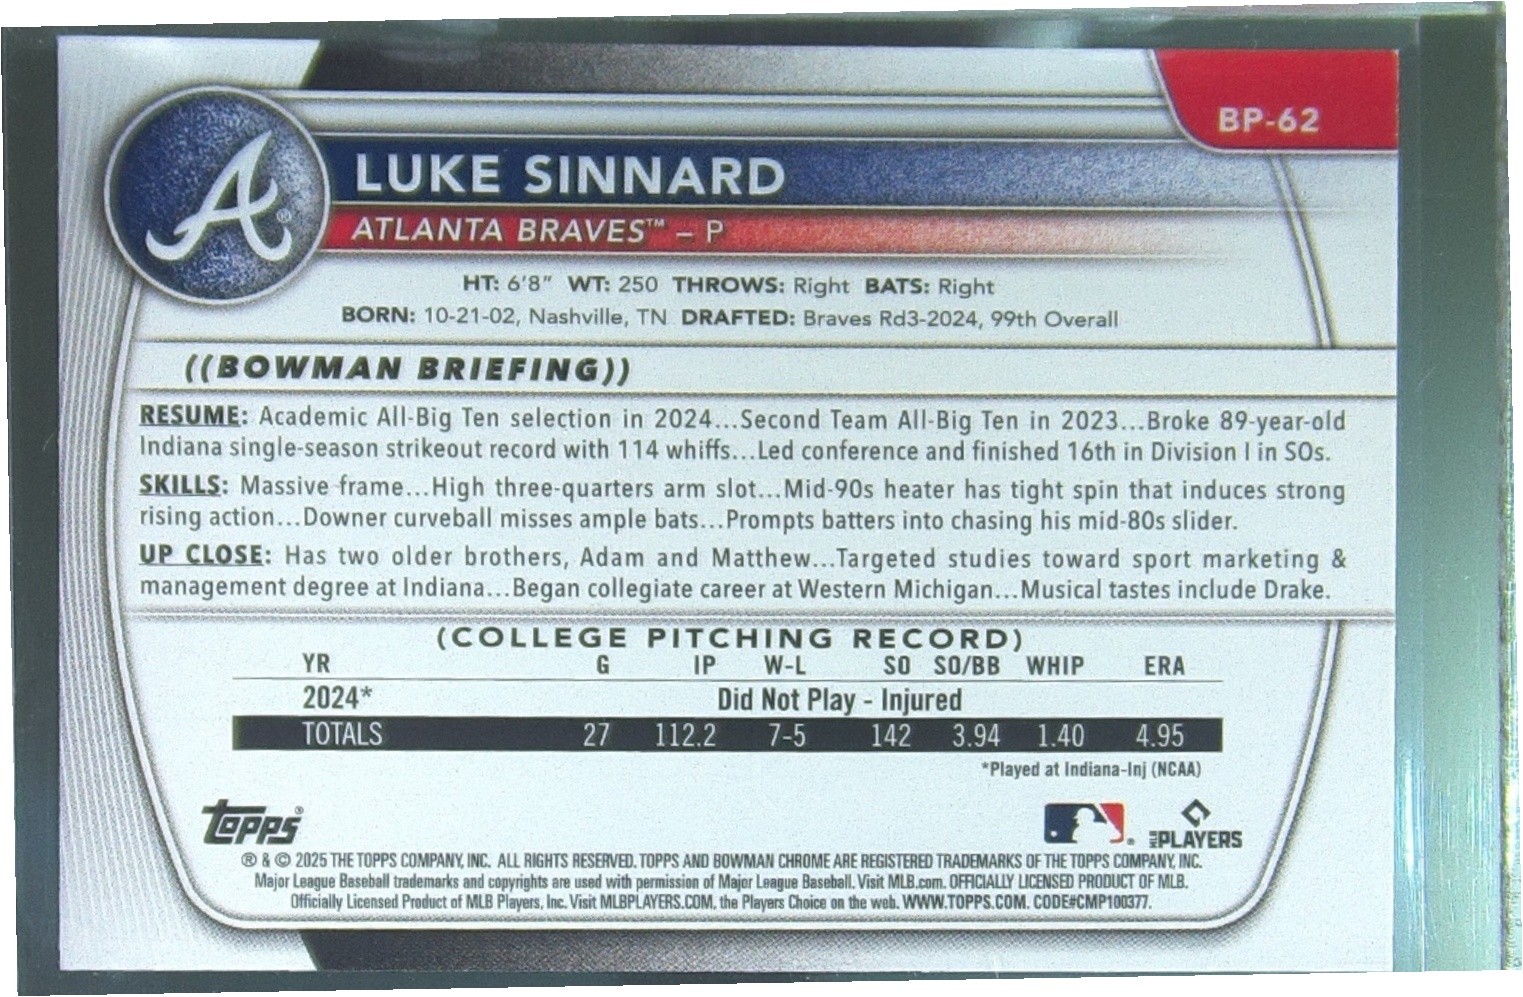 BP-62
A®
LUKE SINNARD
ATLANTA BRAVES™ – P
HT: 6'8" WT: 250 THROWS: Right BATS: Right
BORN: 10-21-02, Nashville, TN DRAFTED: Braves Rd3-2024, 99th Overall
((BOWMAN BRIEFING))
RESUME: Academic All-Big Ten selection in 2024...Second Team All-Big Ten in 2023...Broke 89-year-old
Indiana single-season strikeout record with 114 whiffs...Led conference and finished 16th in Division I in SOs.
SKILLS: Massive frame...High three-quarters arm slot...Mid-90s heater has tight spin that induces strong
rising action...Downer curveball misses ample bats...Prompts batters into chasing his mid-80s slider.
UP CLOSE: Has two older brothers, Adam and Matthew...Targeted studies toward sport marketing &
management degree at Indiana...Began collegiate career at Western Michigan...Musical tastes include Drake.
(COLLEGE PITCHING RECORD)
YR G IP W-L SO SO/BB WHIP ERA
2024* Did Not Play - Injured
TOTALS 27 112.2 7-5 142 3.94 1.40 4.95
*Played at Indiana-Inj (NCAA)
Topps® MLB PLAYERS
® & © 2025 THE TOPPS COMPANY, INC. ALL RIGHTS RESERVED. TOPPS AND BOWMAN CHROME ARE REGISTERED TRADEMARKS OF THE TOPPS COMPANY, INC.
Major League Baseball trademarks and copyrights are used with permission of Major League Baseball. Visit MLB.com. OFFICIALLY LICENSED PRODUCT OF MLB.
Officially Licensed Product of MLB Players, Inc. Visit MLBPLAYERS.COM, the Players Choice on the web. WWW.TOPPS.COM. CODE#CMP100377.